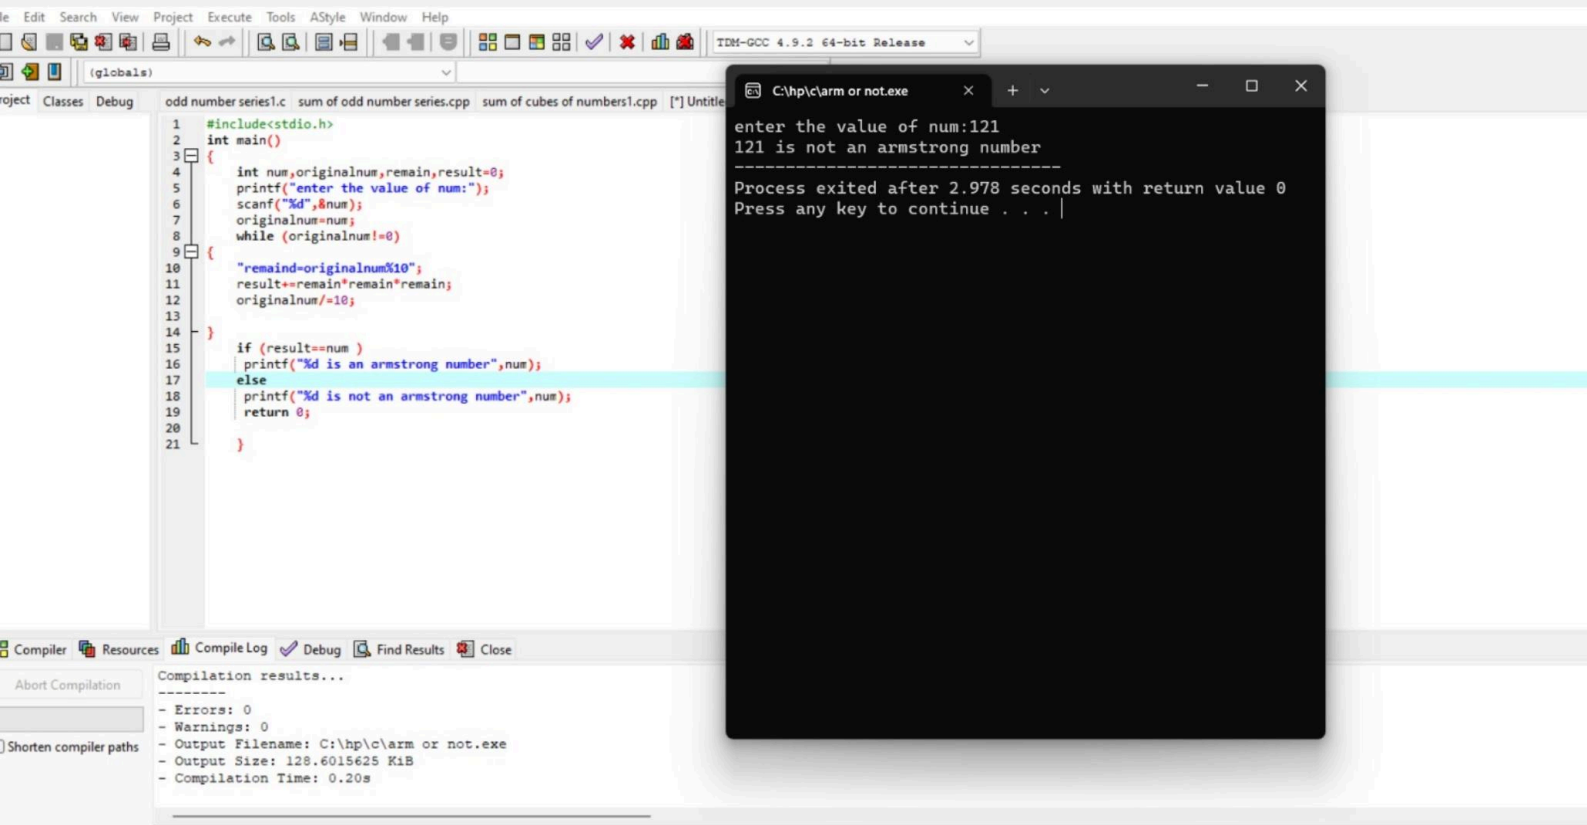 le Edit Search View Project Execute Tools AStyle Window Help
TDM-GCC 4.9.2 64-bit Release
(globals)
roject Classes Debug
odd number series1.c sum of odd number series.cpp sum of cubes of numbers1.cpp [*] Untitle
1 #include<stdio.h>
2 int main()
3 {
4 int num,originalnum,remain,result=0;
5 printf("enter the value of num:");
6 scanf("%d",&num);
7 originalnum=num;
8 while (originalnum!=0)
9 {
10 "remaind=originalnum%10";
11 result+=remain*remain*remain;
12 originalnum/=10;
13
14 }
15 if (result==num )
16 printf("%d is an armstrong number",num);
17 else
18 printf("%d is not an armstrong number",num);
19 return 0;
20
21 }
C:\hp\c\arm or not.exe
enter the value of num:121
121 is not an armstrong number
--------------------------------
Process exited after 2.978 seconds with return value 0
Press any key to continue . . .
Compiler Resources Compile Log Debug Find Results Close
Abort Compilation
Shorten compiler paths
Compilation results...
--------
- Errors: 0
- Warnings: 0
- Output Filename: C:\hp\c\arm or not.exe
- Output Size: 128.6015625 KiB
- Compilation Time: 0.20s